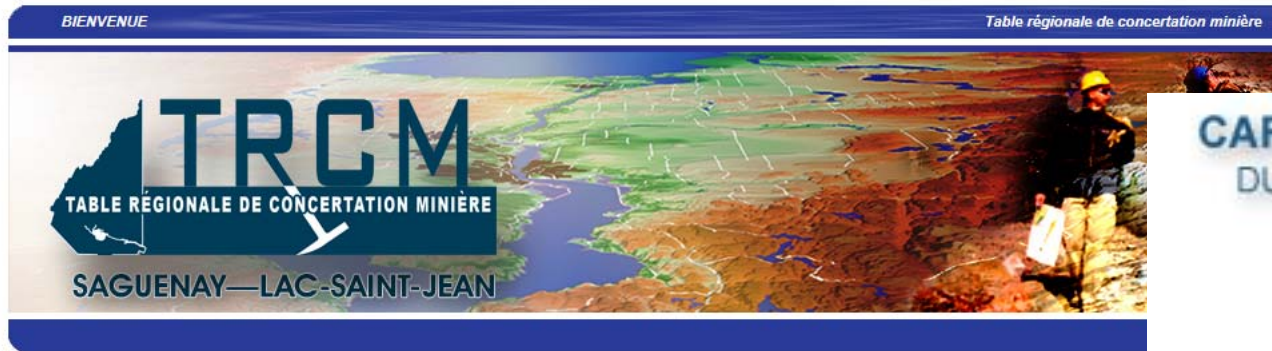 BIENVENUE
Table régionale de concertation minière
TRCM
TABLE RÉGIONALE DE CONCERTATION MINIÈRE
SAGUENAY—LAC-SAINT-JEAN